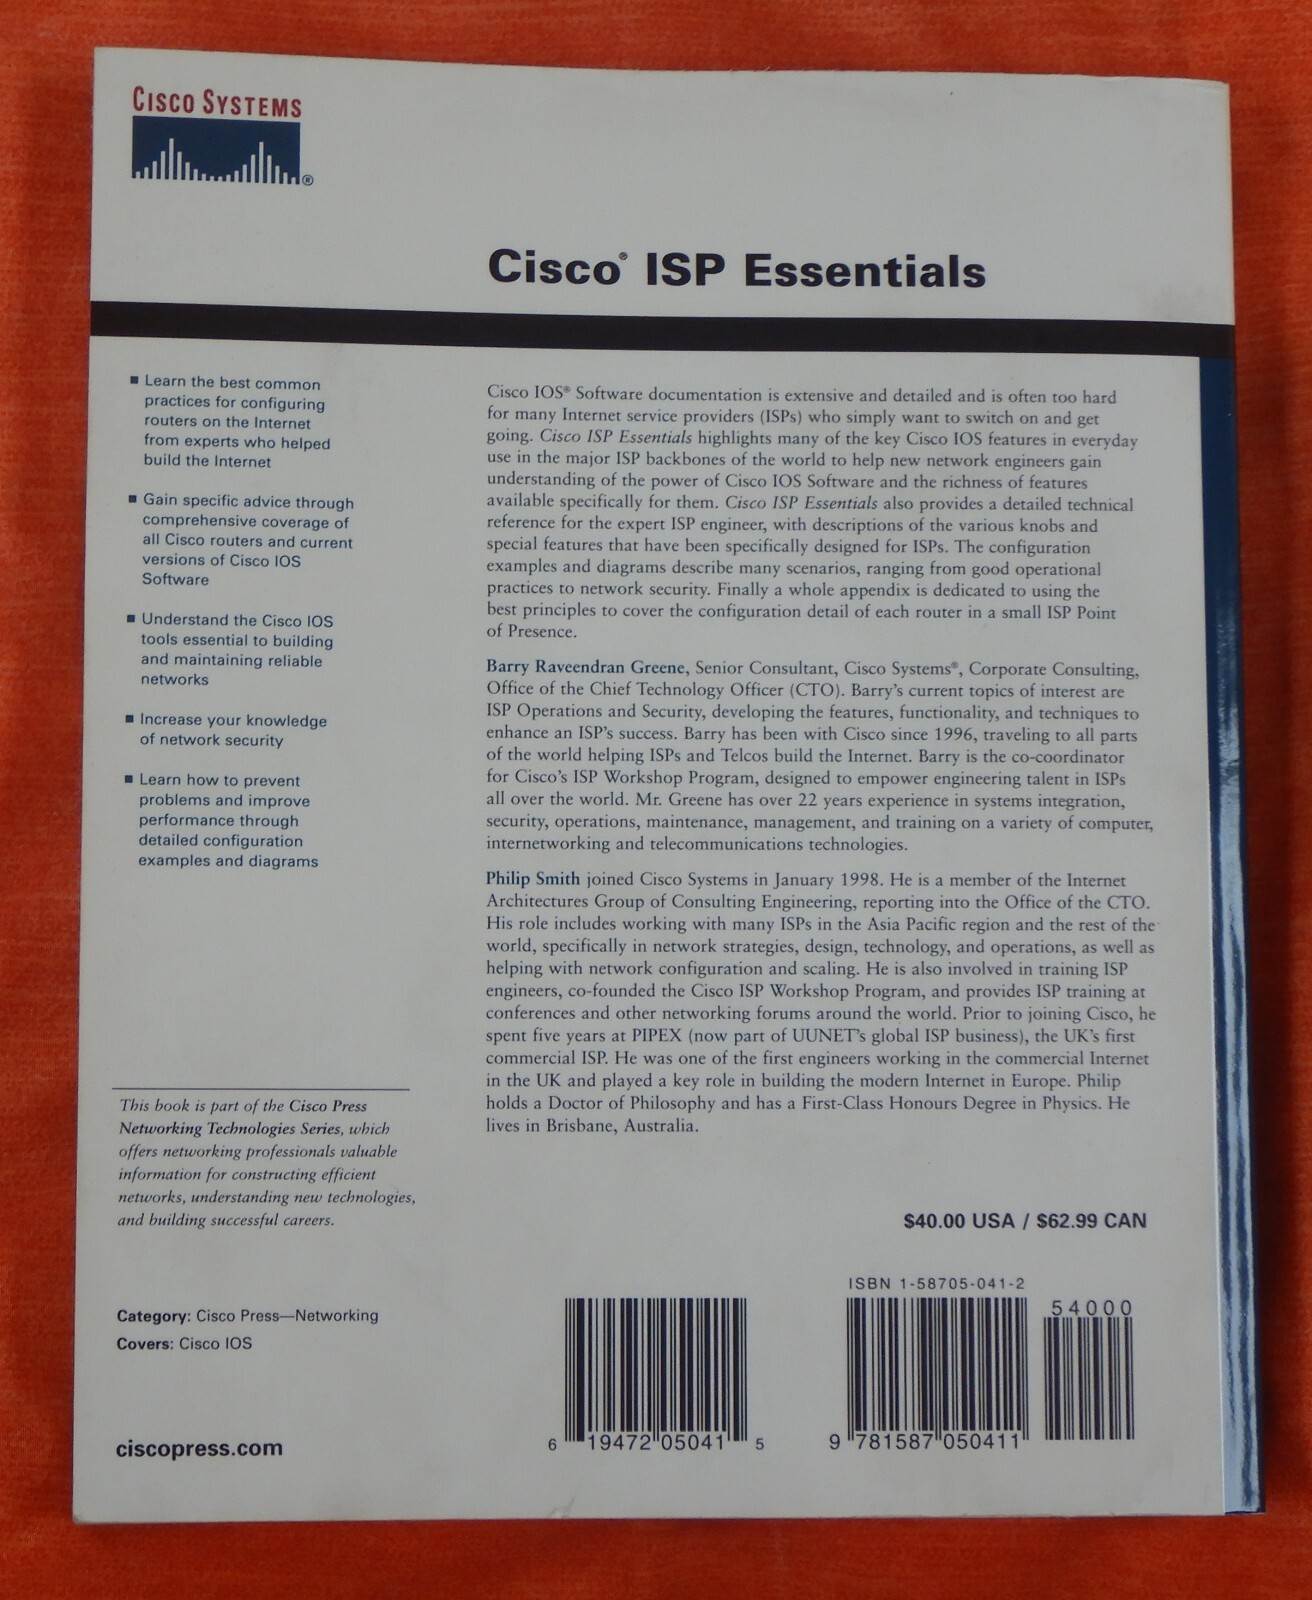 CISCO SYSTEMS
®
Cisco® ISP Essentials
■ Learn the best common
practices for configuring
routers on the Internet
from experts who helped
build the Internet
■ Gain specific advice through
comprehensive coverage of
all Cisco routers and current
versions of Cisco IOS
Software
■ Understand the Cisco IOS
tools essential to building
and maintaining reliable
networks
■ Increase your knowledge
of network security
■ Learn how to prevent
problems and improve
performance through
detailed configuration
examples and diagrams
This book is part of the Cisco Press
Networking Technologies Series, which
offers networking professionals valuable
information for constructing efficient
networks, understanding new technologies,
and building successful careers.
Category: Cisco Press—Networking
Covers: Cisco IOS
ciscopress.com
Cisco IOS® Software documentation is extensive and detailed and is often too hard
for many Internet service providers (ISPs) who simply want to switch on and get
going. Cisco ISP Essentials highlights many of the key Cisco IOS features in everyday
use in the major ISP backbones of the world to help new network engineers gain
understanding of the power of Cisco IOS Software and the richness of features
available specifically for them. Cisco ISP Essentials also provides a detailed technical
reference for the expert ISP engineer, with descriptions of the various knobs and
special features that have been specifically designed for ISPs. The configuration
examples and diagrams describe many scenarios, ranging from good operational
practices to network security. Finally a whole appendix is dedicated to using the
best principles to cover the configuration detail of each router in a small ISP Point
of Presence.
Barry Raveendran Greene, Senior Consultant, Cisco Systems®, Corporate Consulting,
Office of the Chief Technology Officer (CTO). Barry's current topics of interest are
ISP Operations and Security, developing the features, functionality, and techniques to
enhance an ISP's success. Barry has been with Cisco since 1996, traveling to all parts
of the world helping ISPs and Telcos build the Internet. Barry is the co-coordinator
for Cisco's ISP Workshop Program, designed to empower engineering talent in ISPs
all over the world. Mr. Greene has over 22 years experience in systems integration,
security, operations, maintenance, management, and training on a variety of computer,
internetworking and telecommunications technologies.
Philip Smith joined Cisco Systems in January 1998. He is a member of the Internet
Architectures Group of Consulting Engineering, reporting into the Office of the CTO.
His role includes working with many ISPs in the Asia Pacific region and the rest of the
world, specifically in network strategies, design, technology, and operations, as well as
helping with network configuration and scaling. He is also involved in training ISP
engineers, co-founded the Cisco ISP Workshop Program, and provides ISP training at
conferences and other networking forums around the world. Prior to joining Cisco, he
spent five years at PIPEX (now part of UUNET's global ISP business), the UK's first
commercial ISP. He was one of the first engineers working in the commercial Internet
in the UK and played a key role in building the modern Internet in Europe. Philip
holds a Doctor of Philosophy and has a First-Class Honours Degree in Physics. He
lives in Brisbane, Australia.
$40.00 USA / $62.99 CAN
ISBN 1-58705-041-2
54000
6 19472 05041 5
9 781587 050411